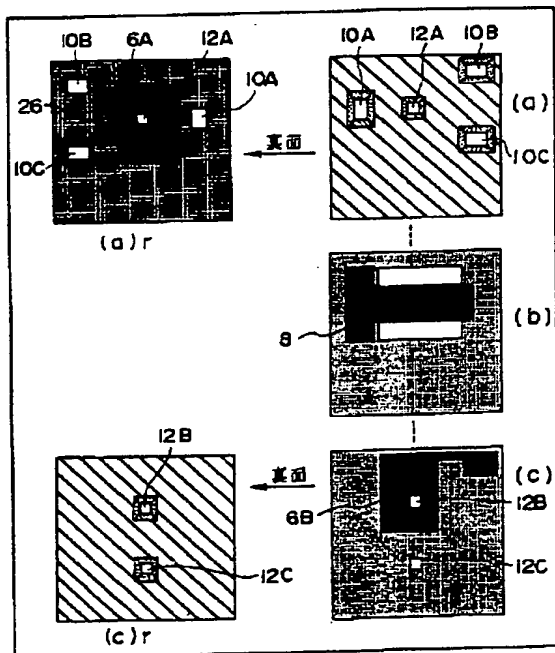 10B 6A 12A
26
10A
10C
(a)r
10A 12A 10B
(a)
10C
裏面
8
(b)
12B
12C
(c)r
裏面
(c)
6B
12B
12C